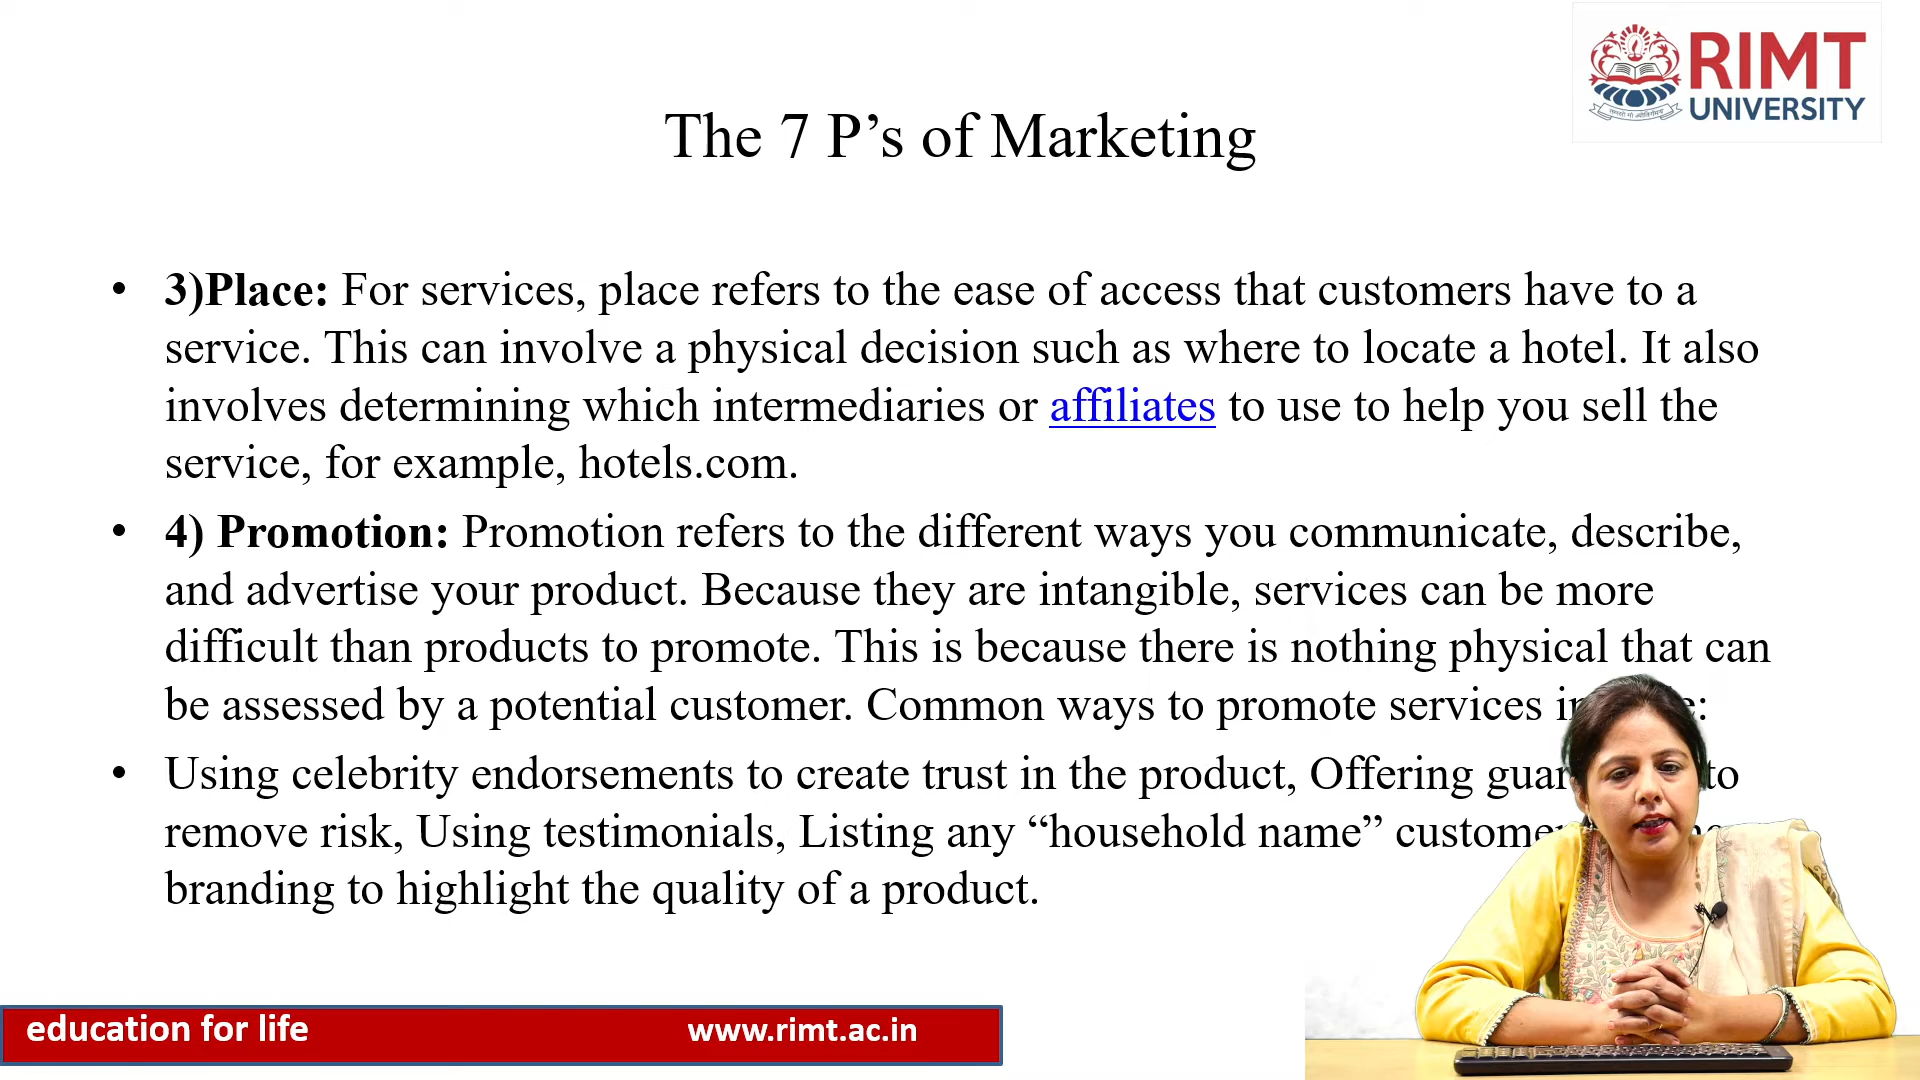 RIMT
UNIVERSITY
The 7 P’s of Marketing
• 3)Place: For services, place refers to the ease of access that customers have to a
service. This can involve a physical decision such as where to locate a hotel. It also
involves determining which intermediaries or affiliates to use to help you sell the
service, for example, hotels.com.
• 4) Promotion: Promotion refers to the different ways you communicate, describe,
and advertise your product. Because they are intangible, services can be more
difficult than products to promote. This is because there is nothing physical that can
be assessed by a potential customer. Common ways to promote services
• Using celebrity endorsements to create trust in the product, Offering to
remove risk, Using testimonials, Listing any “household name”
branding to highlight the quality of a product.
education for life
www.rimt.ac.in